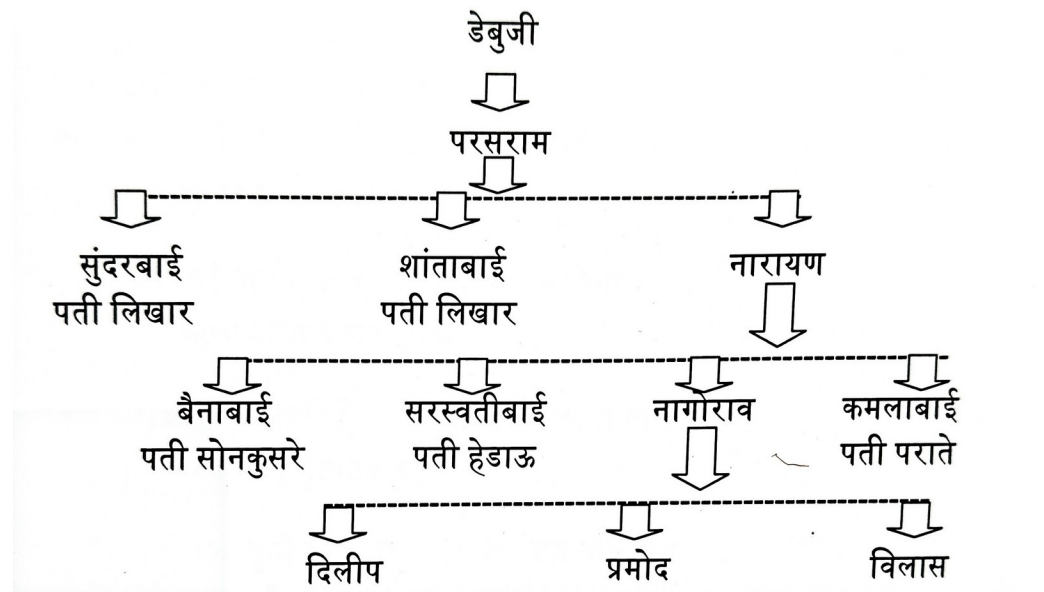 डेबुजी
परसराम
सुंदरबाई शांताबाई नारायण
पती लिखार पती लिखार
बैनाबाई सरस्वतीबाई नागोराव कमलाबाई
पती सोनकुसरे पती हेडाऊ पती पराते
दिलीप प्रमोद विलास